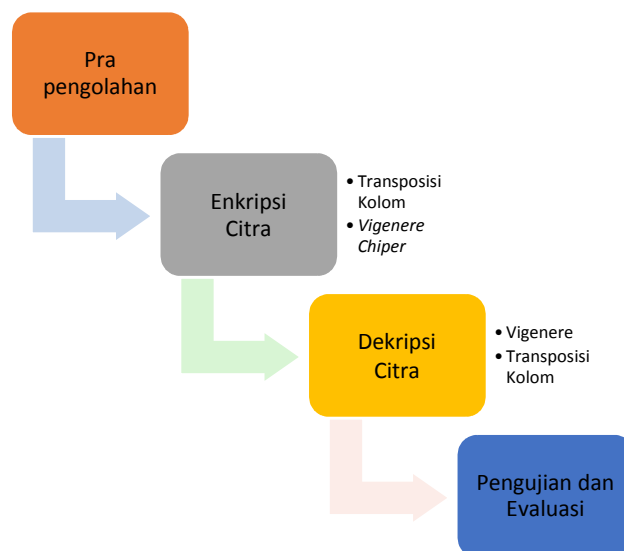 Pra
pengolahan
Enkripsi
Citra
• Transposisi
Kolom
• Vigenere
Chiper
Dekripsi
Citra
• Vigenere
• Transposisi
Kolom
Pengujian dan
Evaluasi